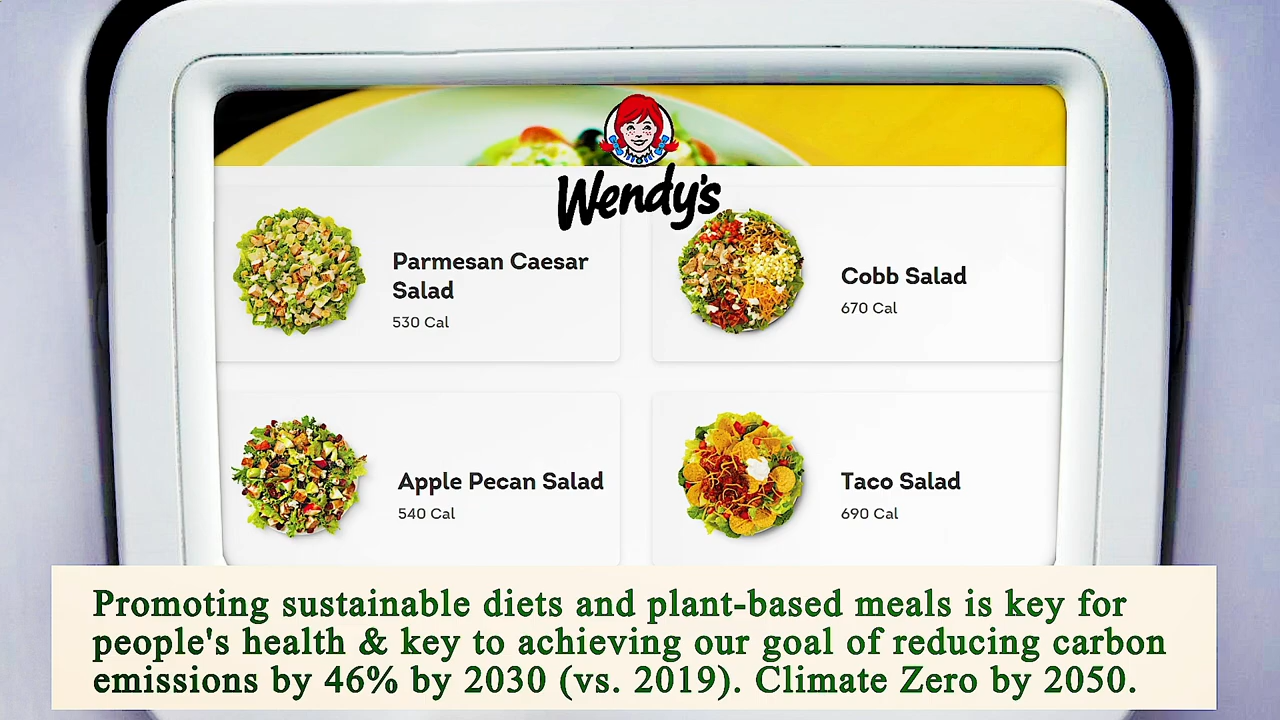 Wendy's
Parmesan Caesar
Salad
530 Cal
Cobb Salad
670 Cal
Apple Pecan Salad
540 Cal
Taco Salad
690 Cal
Promoting sustainable diets and plant-based meals is key for
people's health & key to achieving our goal of reducing carbon
emissions by 46% by 2030 (vs. 2019). Climate Zero by 2050.